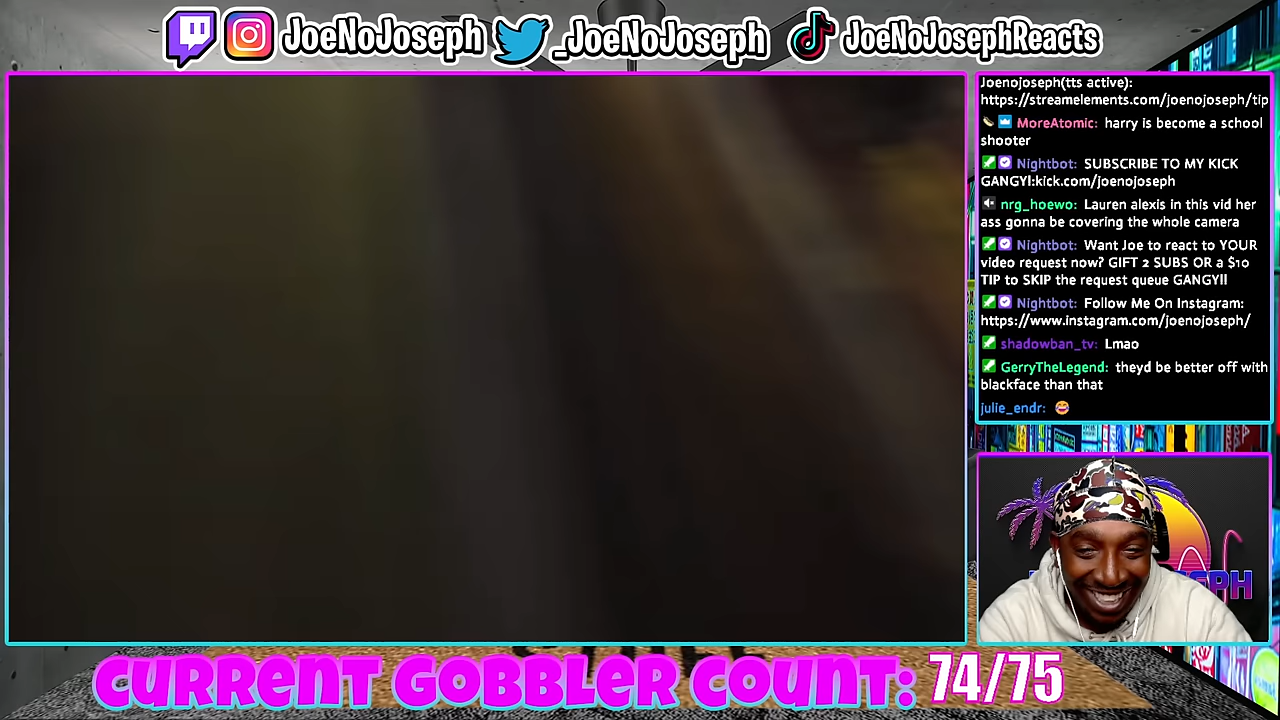 JoeNoJoseph _JoeNoJoseph JoeNoJosephReacts
Joenojoseph(tts active):
https://streamelements.com/joenojoseph/tip
MoreAtomic: harry is become a school
shooter
Nightbot: SUBSCRIBE TO MY KICK
GANGYl:kick.com/joenojoseph
nrg_hoewo: Lauren alexis in this vid her
ass gonna be covering the whole camera
Nightbot: Want Joe to react to YOUR
video request now? GIFT 2 SUBS OR a $10
TIP to SKIP the request queue GANGYll
Nightbot: Follow Me On Instagram:
https://www.instagram.com/joenojoseph/
shadowban_tv: Lmao
GerryTheLegend: theyd be better off with
blackface than that
julie_endr: 😂
CURRENT GOBBLER COUNT: 74/75